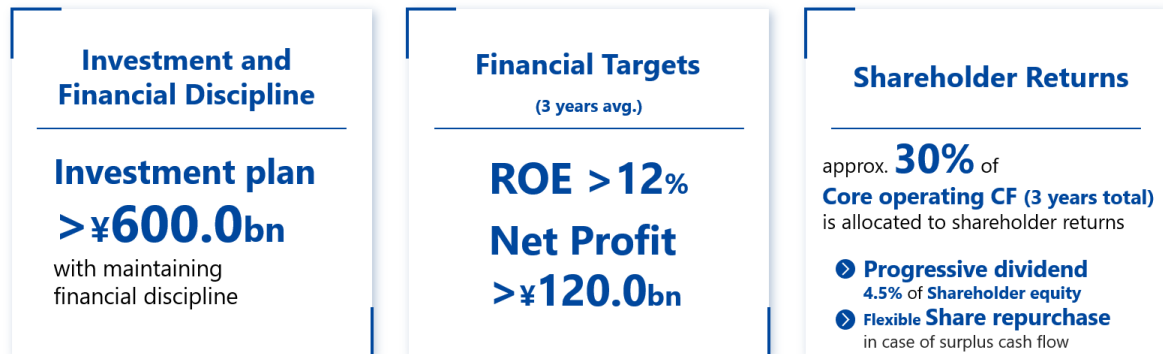 Investment and
Financial Discipline
Investment plan
>¥600.0bn
with maintaining
financial discipline
Financial Targets
(3 years avg.)
ROE >12%
Net Profit
>¥120.0bn
Shareholder Returns
approx. 30% of
Core operating CF (3 years total)
is allocated to shareholder returns
Progressive dividend
4.5% of Shareholder equity
Flexible Share repurchase
in case of surplus cash flow